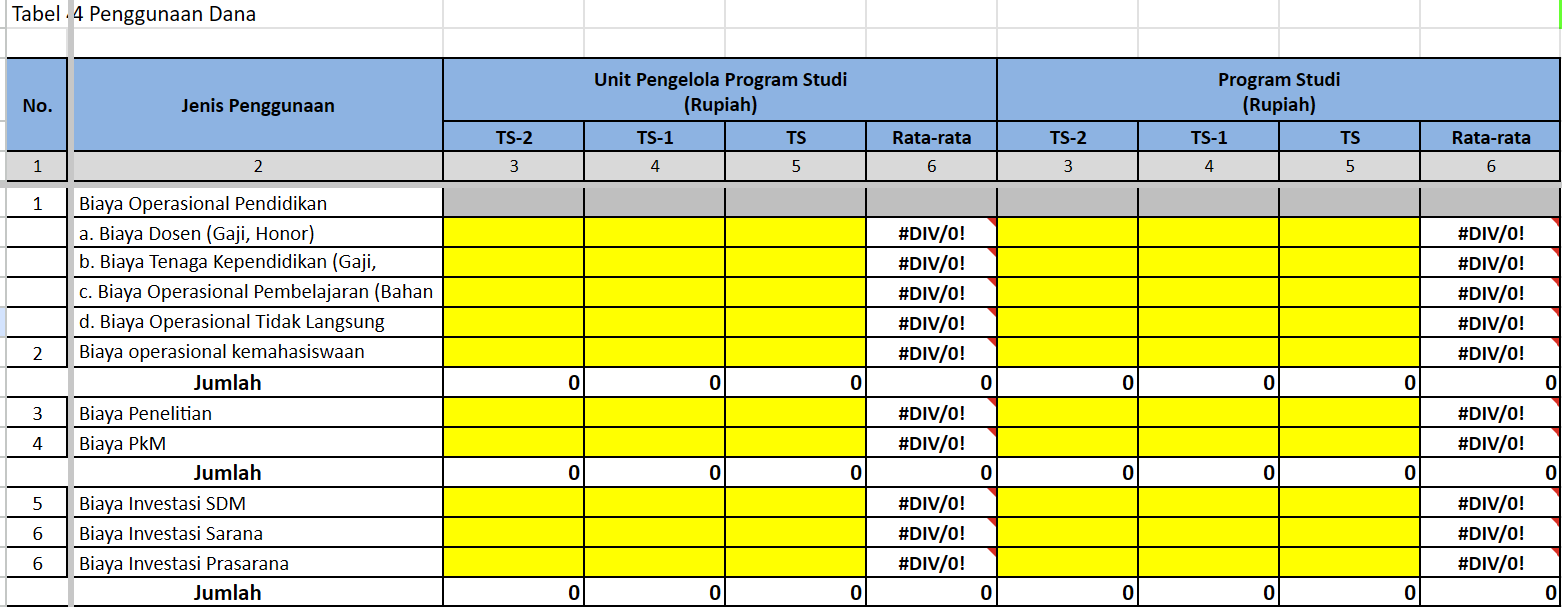 Tabel 4 Penggunaan Dana
No. Jenis Penggunaan Unit Pengelola Program Studi (Rupiah) Program Studi (Rupiah)
TS-2 TS-1 TS Rata-rata TS-2 TS-1 TS Rata-rata
1 2 3 4 5 6 3 4 5 6
1 Biaya Operasional Pendidikan
a. Biaya Dosen (Gaji, Honor) #DIV/0! #DIV/0!
b. Biaya Tenaga Kependidikan (Gaji, #DIV/0! #DIV/0!
c. Biaya Operasional Pembelajaran (Bahan #DIV/0! #DIV/0!
d. Biaya Operasional Tidak Langsung #DIV/0! #DIV/0!
2 Biaya operasional kemahasiswaan #DIV/0! #DIV/0!
Jumlah 0 0 0 0 0 0 0 0
3 Biaya Penelitian #DIV/0! #DIV/0!
4 Biaya PkM #DIV/0! #DIV/0!
Jumlah 0 0 0 0 0 0 0 0
5 Biaya Investasi SDM #DIV/0! #DIV/0!
6 Biaya Investasi Sarana #DIV/0! #DIV/0!
6 Biaya Investasi Prasarana #DIV/0! #DIV/0!
Jumlah 0 0 0 0 0 0 0 0